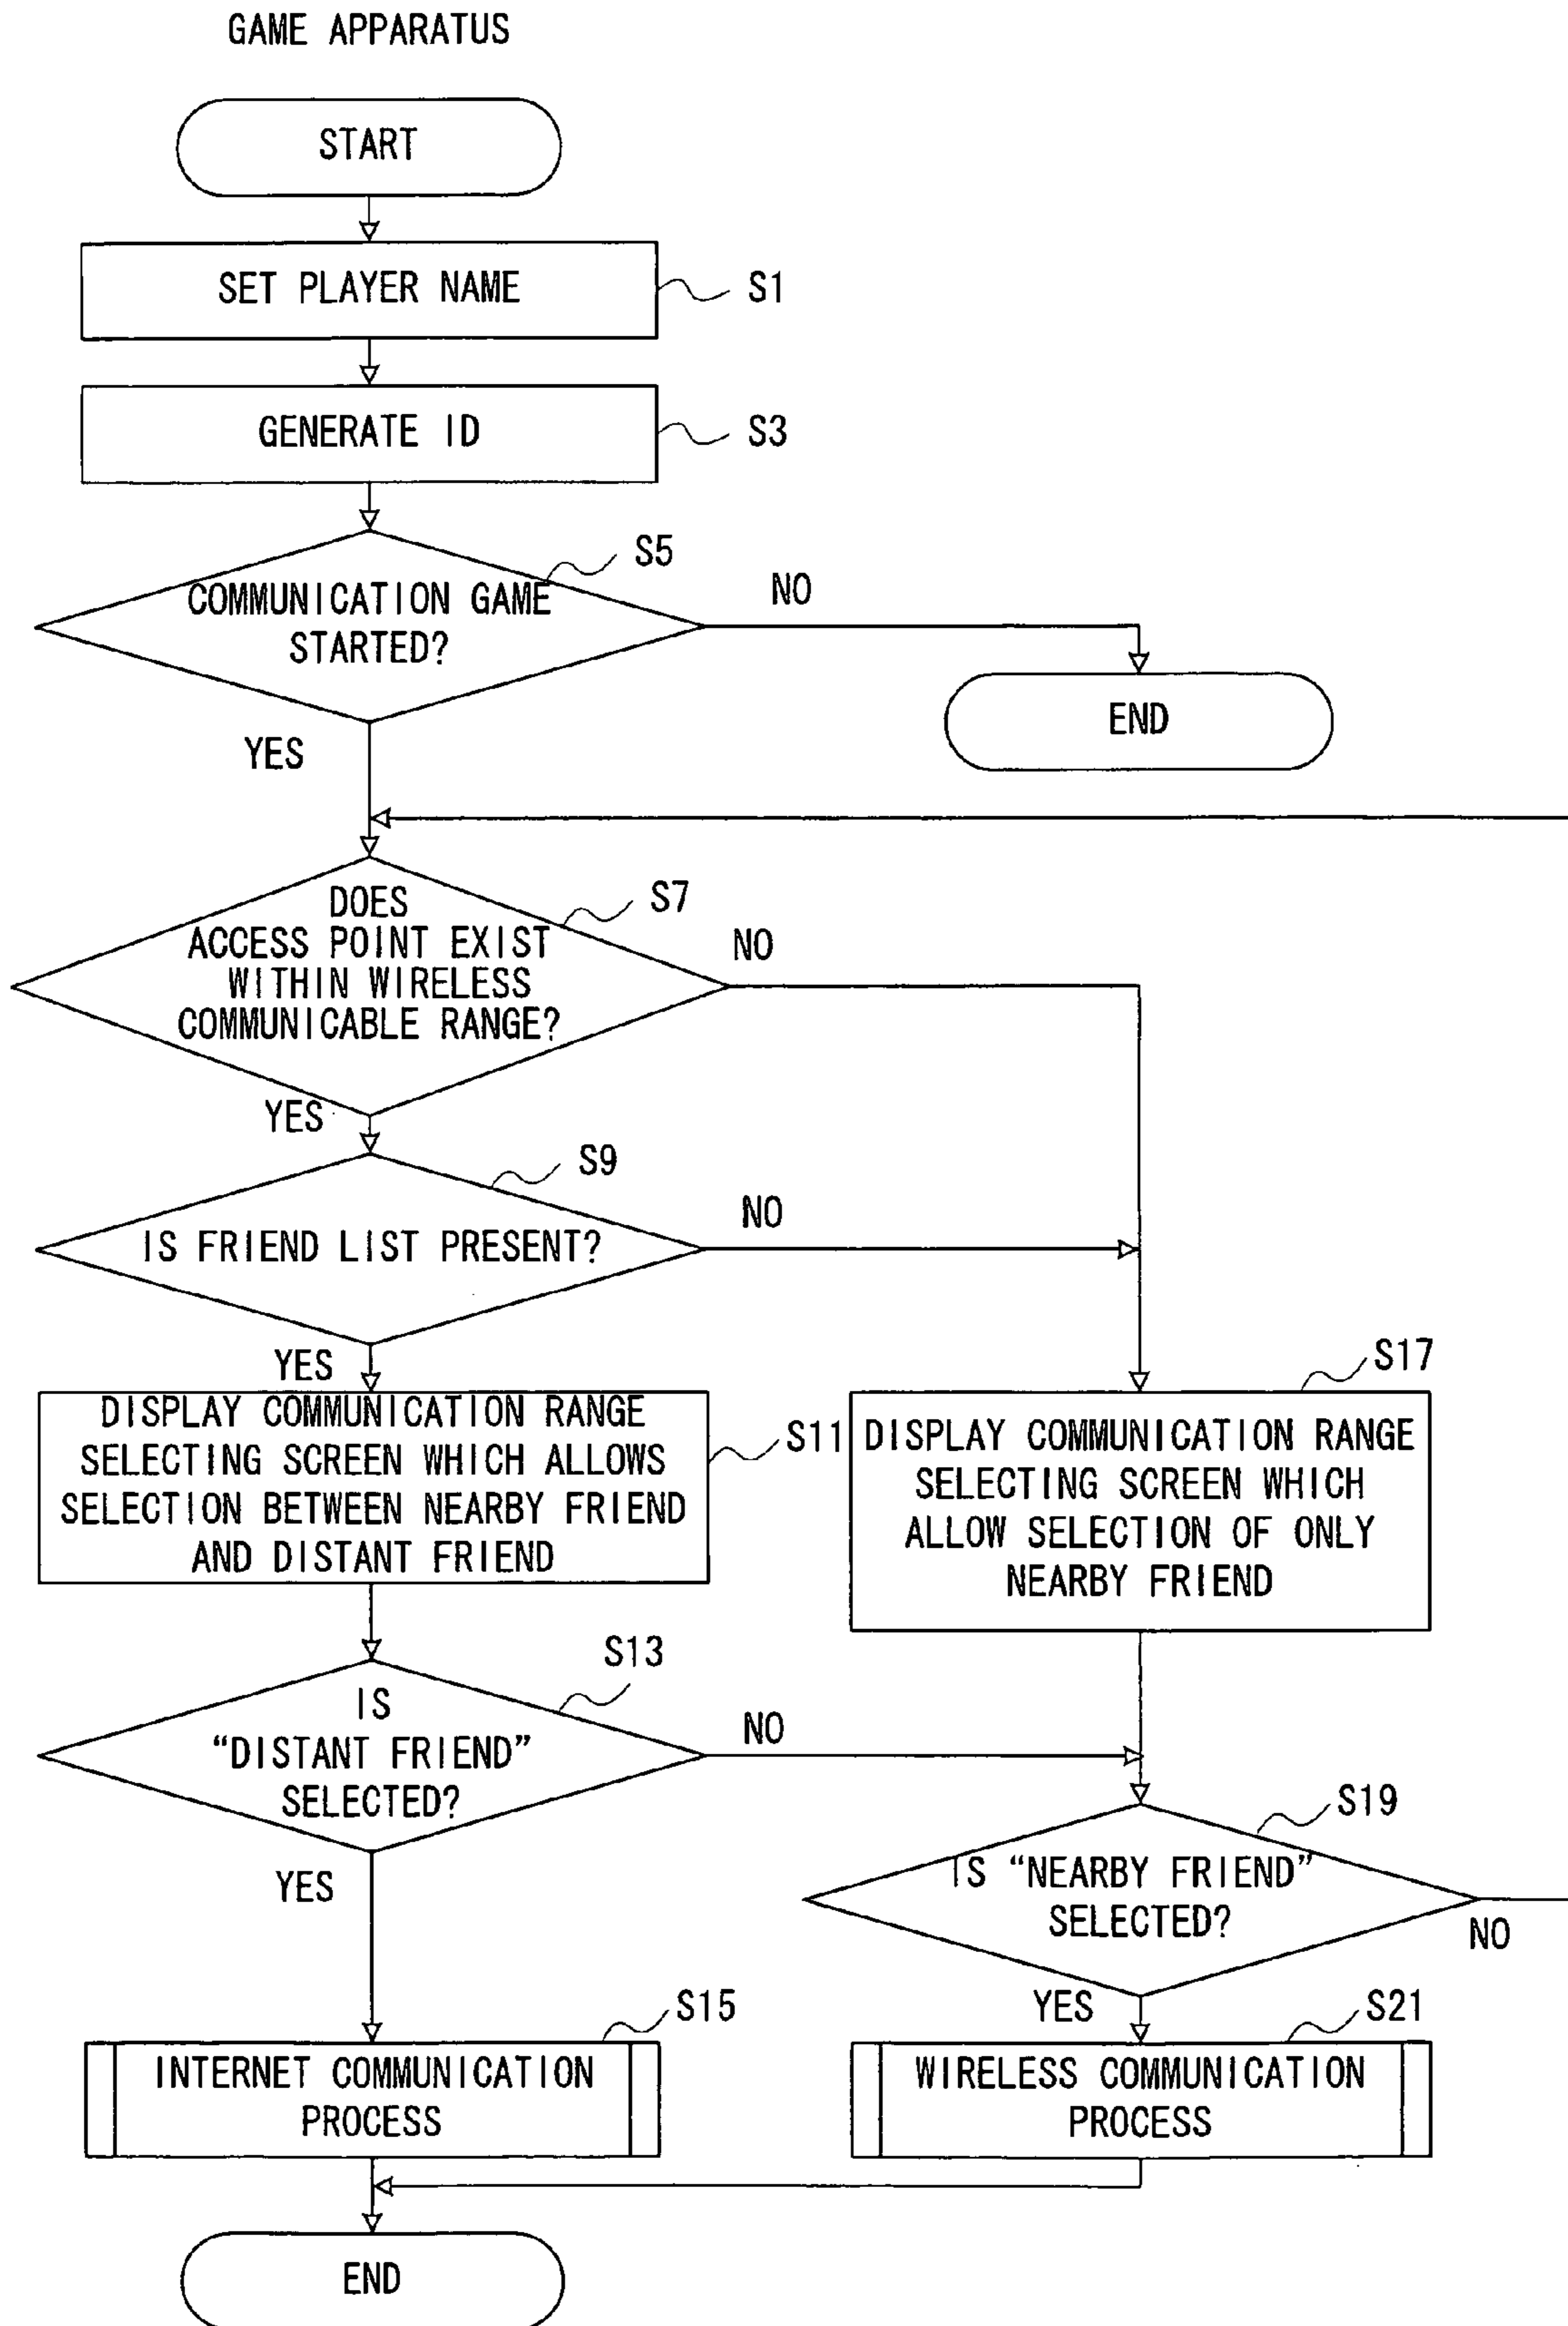 GAME APPARATUS
START
SET PLAYER NAME
S1
GENERATE ID
S3
S5
COMMUNICATION GAME
STARTED?
NO
END
YES
DOES
S7
ACCESS POINT EXIST
NO
WITHIN WIRELESS
COMMUNICABLE RANGE?
YES
S9
IS FRIEND LIST PRESENT?
NO
YES
S17
DISPLAY COMMUNICATION RANGE
SELECTING SCREEN WHICH ALLOWS
SELECTION BETWEEN NEARBY FRIEND
AND DISTANT FRIEND
S11
DISPLAY COMMUNICATION RANGE
SELECTING SCREEN WHICH
ALLOW SELECTION OF ONLY
NEARBY FRIEND
S13
IS
“DISTANT FRIEND”
SELECTED?
NO
YES
S19
IS “NEARBY FRIEND”
SELECTED?
NO
YES
S15
INTERNET COMMUNICATION
PROCESS
S21
WIRELESS COMMUNICATION
PROCESS
END